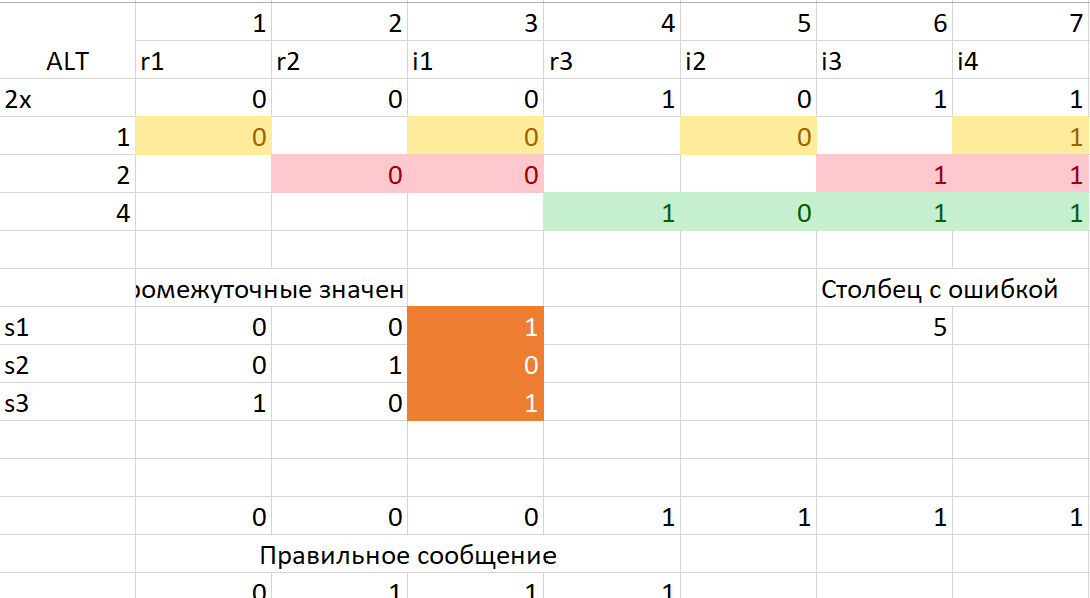 1 2 3 4 5 6 7
ALT r1 r2 i1 r3 i2 i3 i4
2x 0 0 0 1 0 1 1
1 0 0 0 1
2 0 0 1 1
4 1 0 1 1
ромежуточные значен Столбец с ошибкой
s1 0 0 1 5
s2 0 1 0
s3 1 0 1
0 0 0 1 1 1 1
Правильное сообщение
0 1 1 1